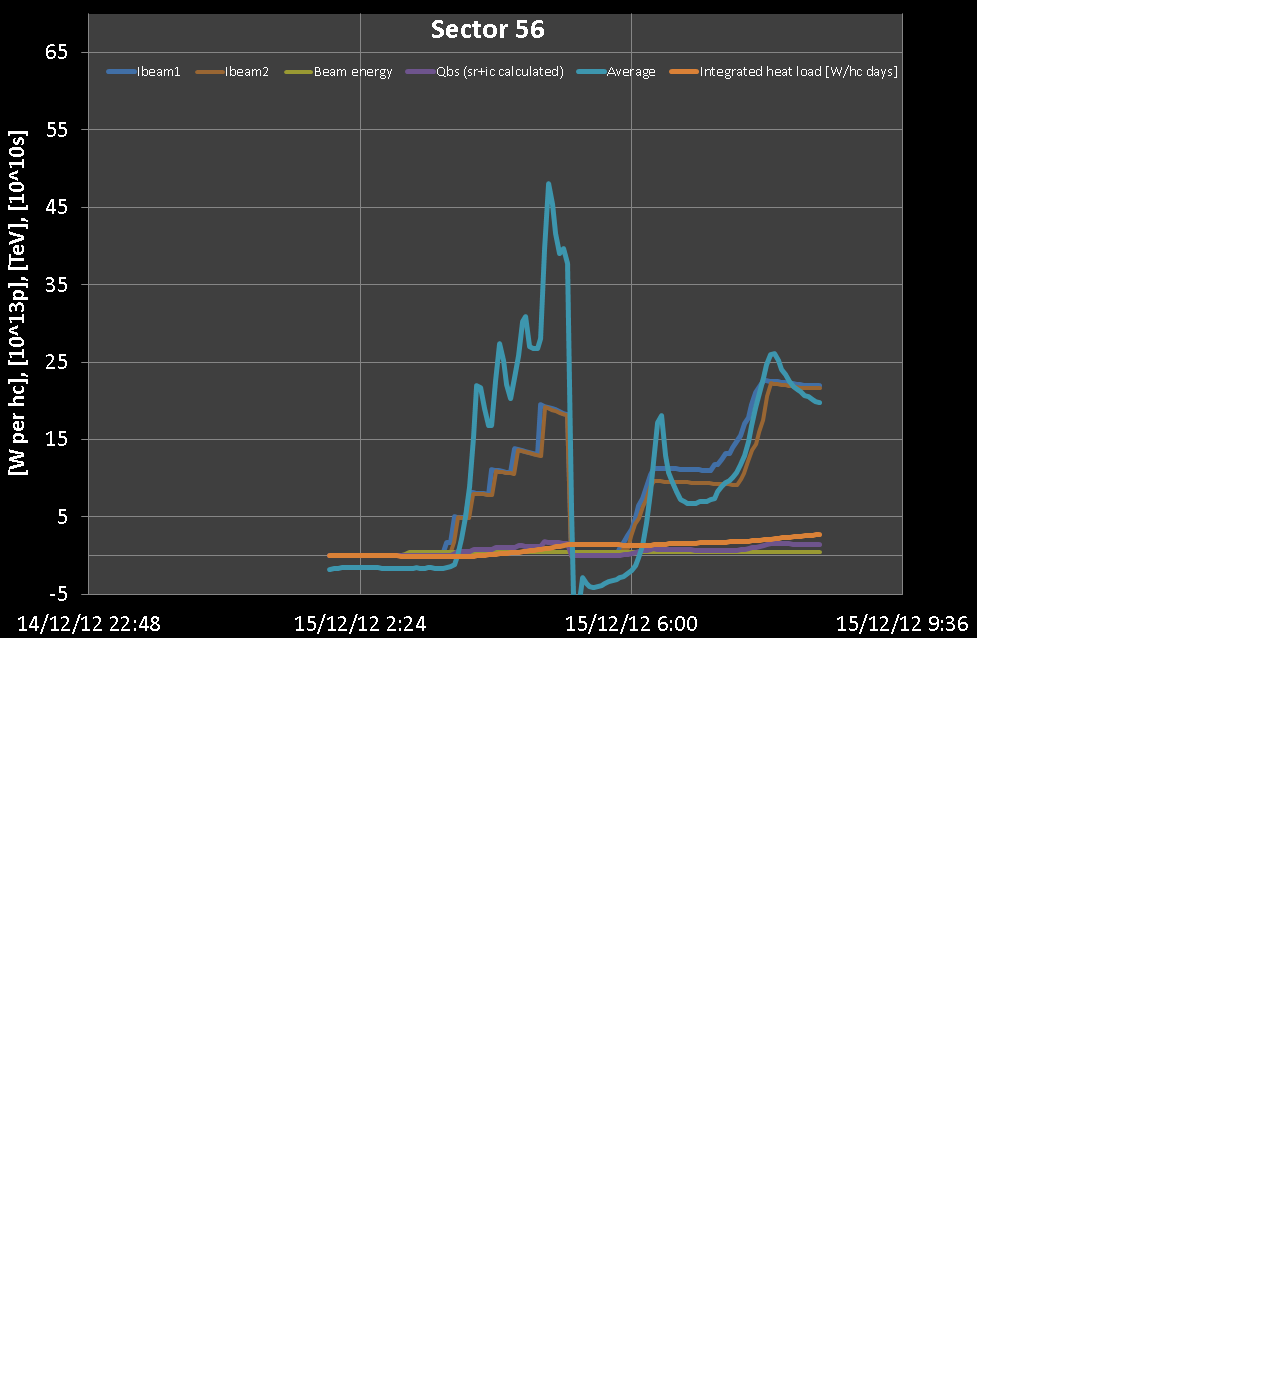 Sector 56
65
Ibeam1 Ibeam2 Beam energy Qbs (sr+ic calculated) Average Integrated heat load [W/hc days]
55
45
35
25
15
5
-5
[W per hc], [10^13p], [TeV], [10^10s]
14/12/12 22:48 15/12/12 2:24 15/12/12 6:00 15/12/12 9:36